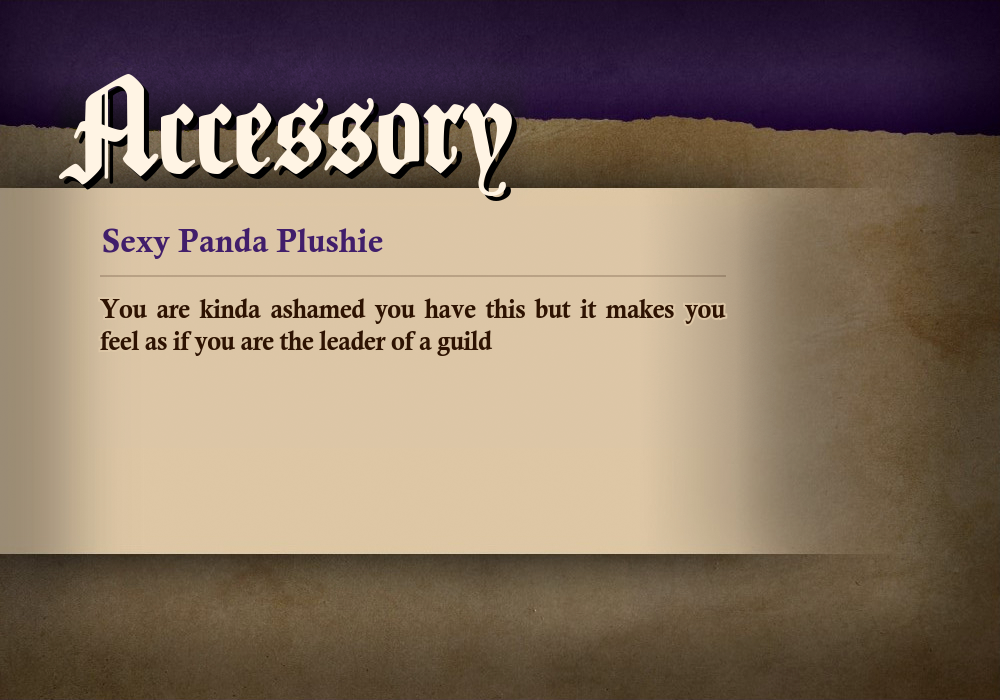 Accessory
Sexy Panda Plushie
You are kinda ashamed you have this but it makes you
feel as if you are the leader of a guild